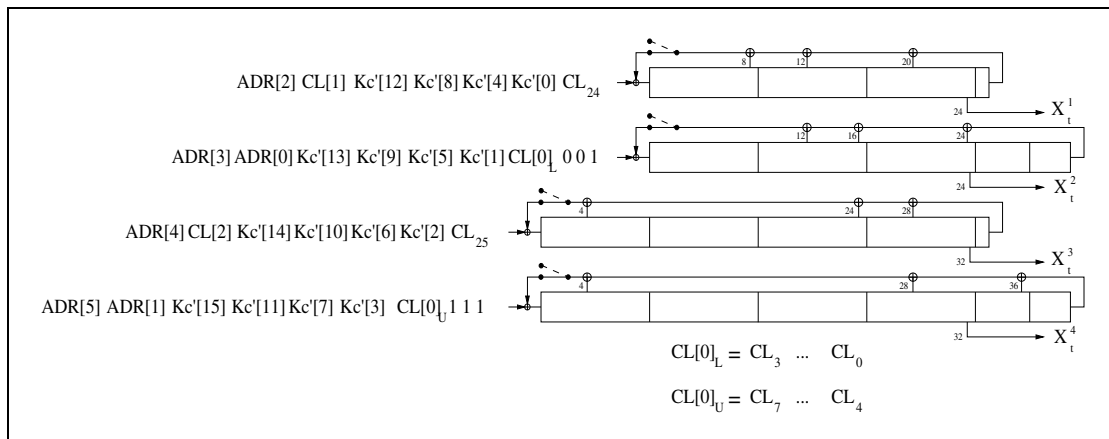 8 12 20
ADR[2] CL[1] Kc'[12] Kc'[8] Kc'[4] Kc'[0] CL24
24 X1t
12 16 24
ADR[3] ADR[0] Kc'[13] Kc'[9] Kc'[5] Kc'[1] CL[0]L 0 0 1
24 X2t
4 24 28
ADR[4] CL[2] Kc'[14] Kc'[10] Kc'[6] Kc'[2] CL25
32 X3t
4 28 36
ADR[5] ADR[1] Kc'[15] Kc'[11] Kc'[7] Kc'[3] CL[0]U 1 1 1
32 X4t
CL[0]L = CL3 ... CL0
CL[0]U = CL7 ... CL4